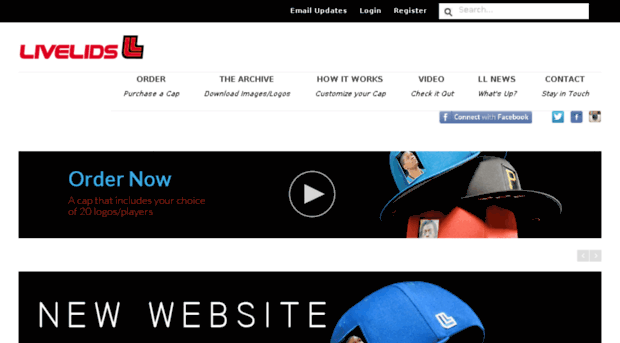 Email Updates Login Register Search...
LIVELIDS LL
ORDER THE ARCHIVE HOW IT WORKS VIDEO LL NEWS CONTACT
Purchase a Cap Download Images/Logos Customize your Cap Check it Out What's Up? Stay in Touch
f Connect with Facebook f
Order Now
A cap that includes your choice
of 20 logos/players
P
NEW WEBSITE
LL